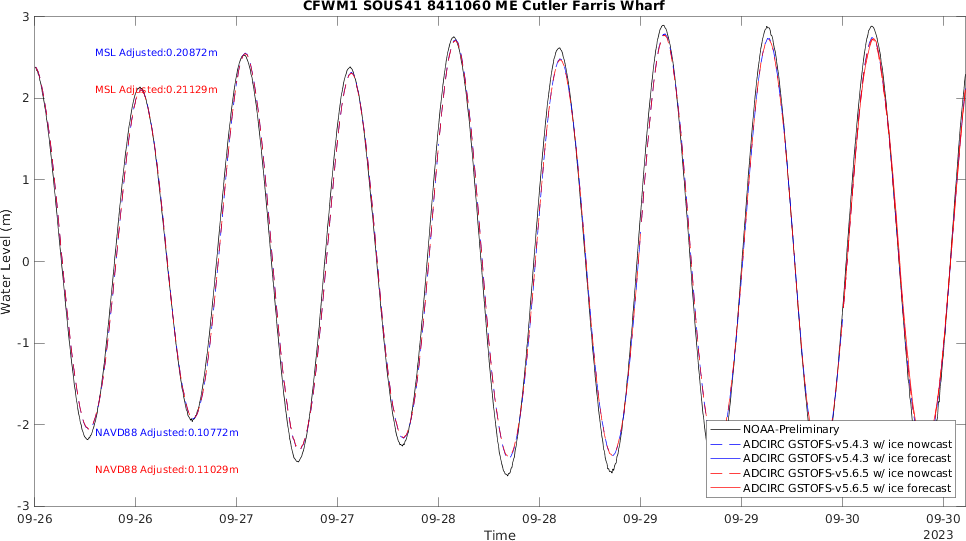 CFWM1 SOUS41 8411060 ME Cutler Farris Wharf
3
2
1
0
-1
-2
-3
Water Level (m)
MSL Adjusted:0.20872m
MSL Adjusted:0.21129m
NAVD88 Adjusted:0.10772m
NAVD88 Adjusted:0.11029m
NOAA-Preliminary
ADCIRC GSTOFS-v5.4.3 w/ ice nowcast
ADCIRC GSTOFS-v5.4.3 w/ ice forecast
ADCIRC GSTOFS-v5.6.5 w/ ice nowcast
ADCIRC GSTOFS-v5.6.5 w/ ice forecast
09-26 09-26 09-27 09-27 09-28 09-28 09-29 09-29 09-30 09-30
Time
2023